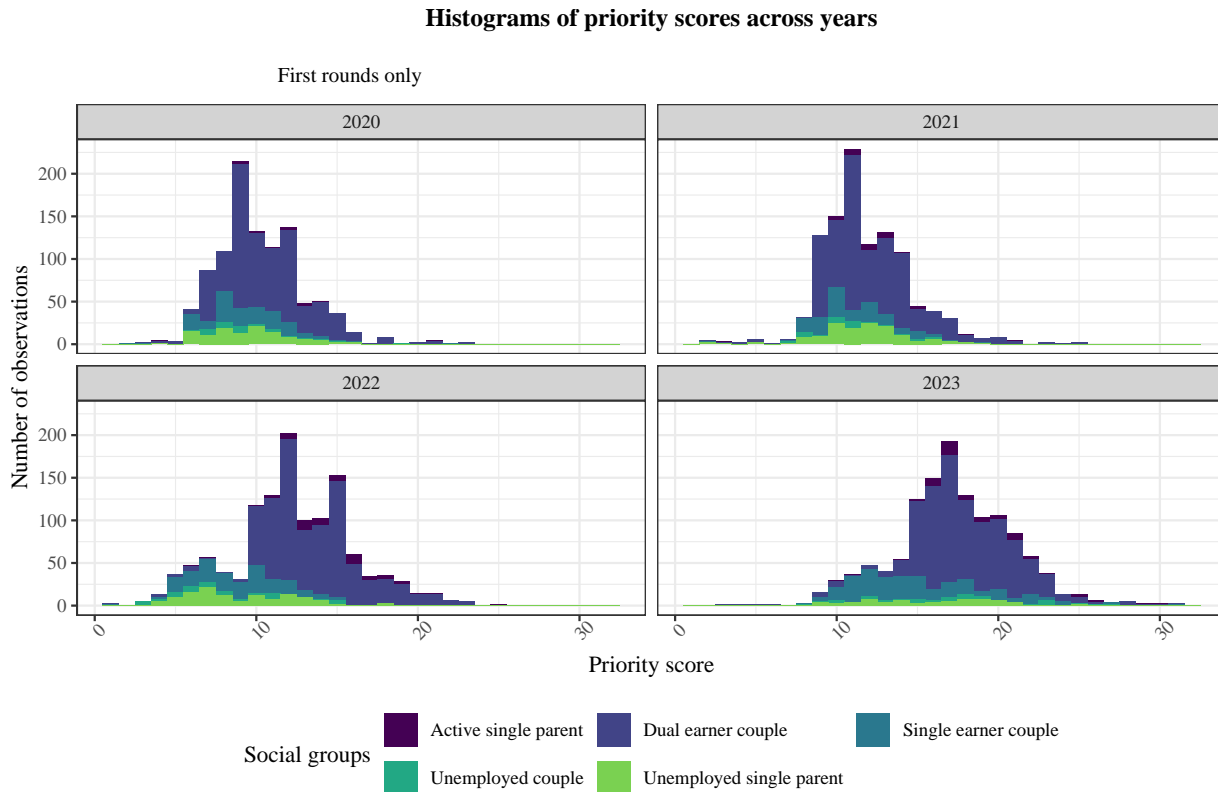 Histograms of priority scores across years
First rounds only
2020
2021
200
150
100
50
0
2022
2023
200
150
100
50
0
Number of observations
0
10
20
30
0
10
20
30
Priority score
Social groups
Active single parent
Dual earner couple
Single earner couple
Unemployed couple
Unemployed single parent